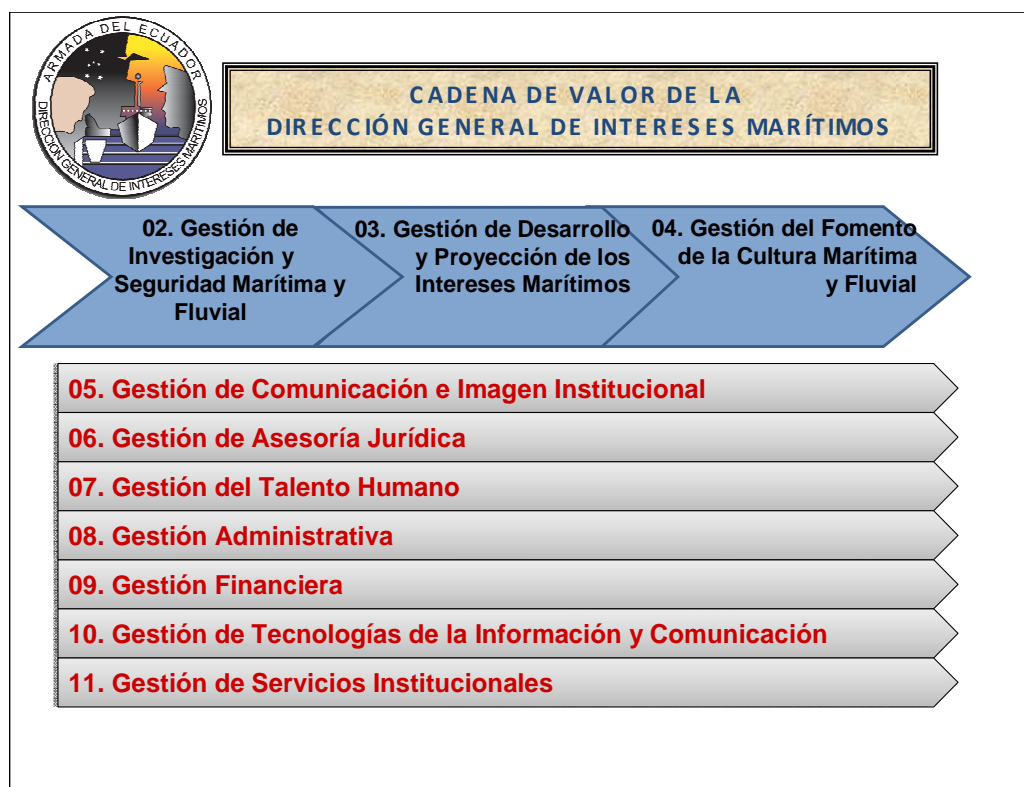 ARMADA DEL ECUADOR
DIRECCIÓN GENERAL DE INTERESES MARÍTIMOS
CADENA DE VALOR DE LA
DIRECCIÓN GENERAL DE INTERESES MARÍTIMOS
02. Gestión de
Investigación y
Seguridad Marítima y
Fluvial
03. Gestión de Desarrollo
y Proyección de los
Intereses Marítimos
04. Gestión del Fomento
de la Cultura Marítima
y Fluvial
05. Gestión de Comunicación e Imagen Institucional
06. Gestión de Asesoría Jurídica
07. Gestión del Talento Humano
08. Gestión Administrativa
09. Gestión Financiera
10. Gestión de Tecnologías de la Información y Comunicación
11. Gestión de Servicios Institucionales